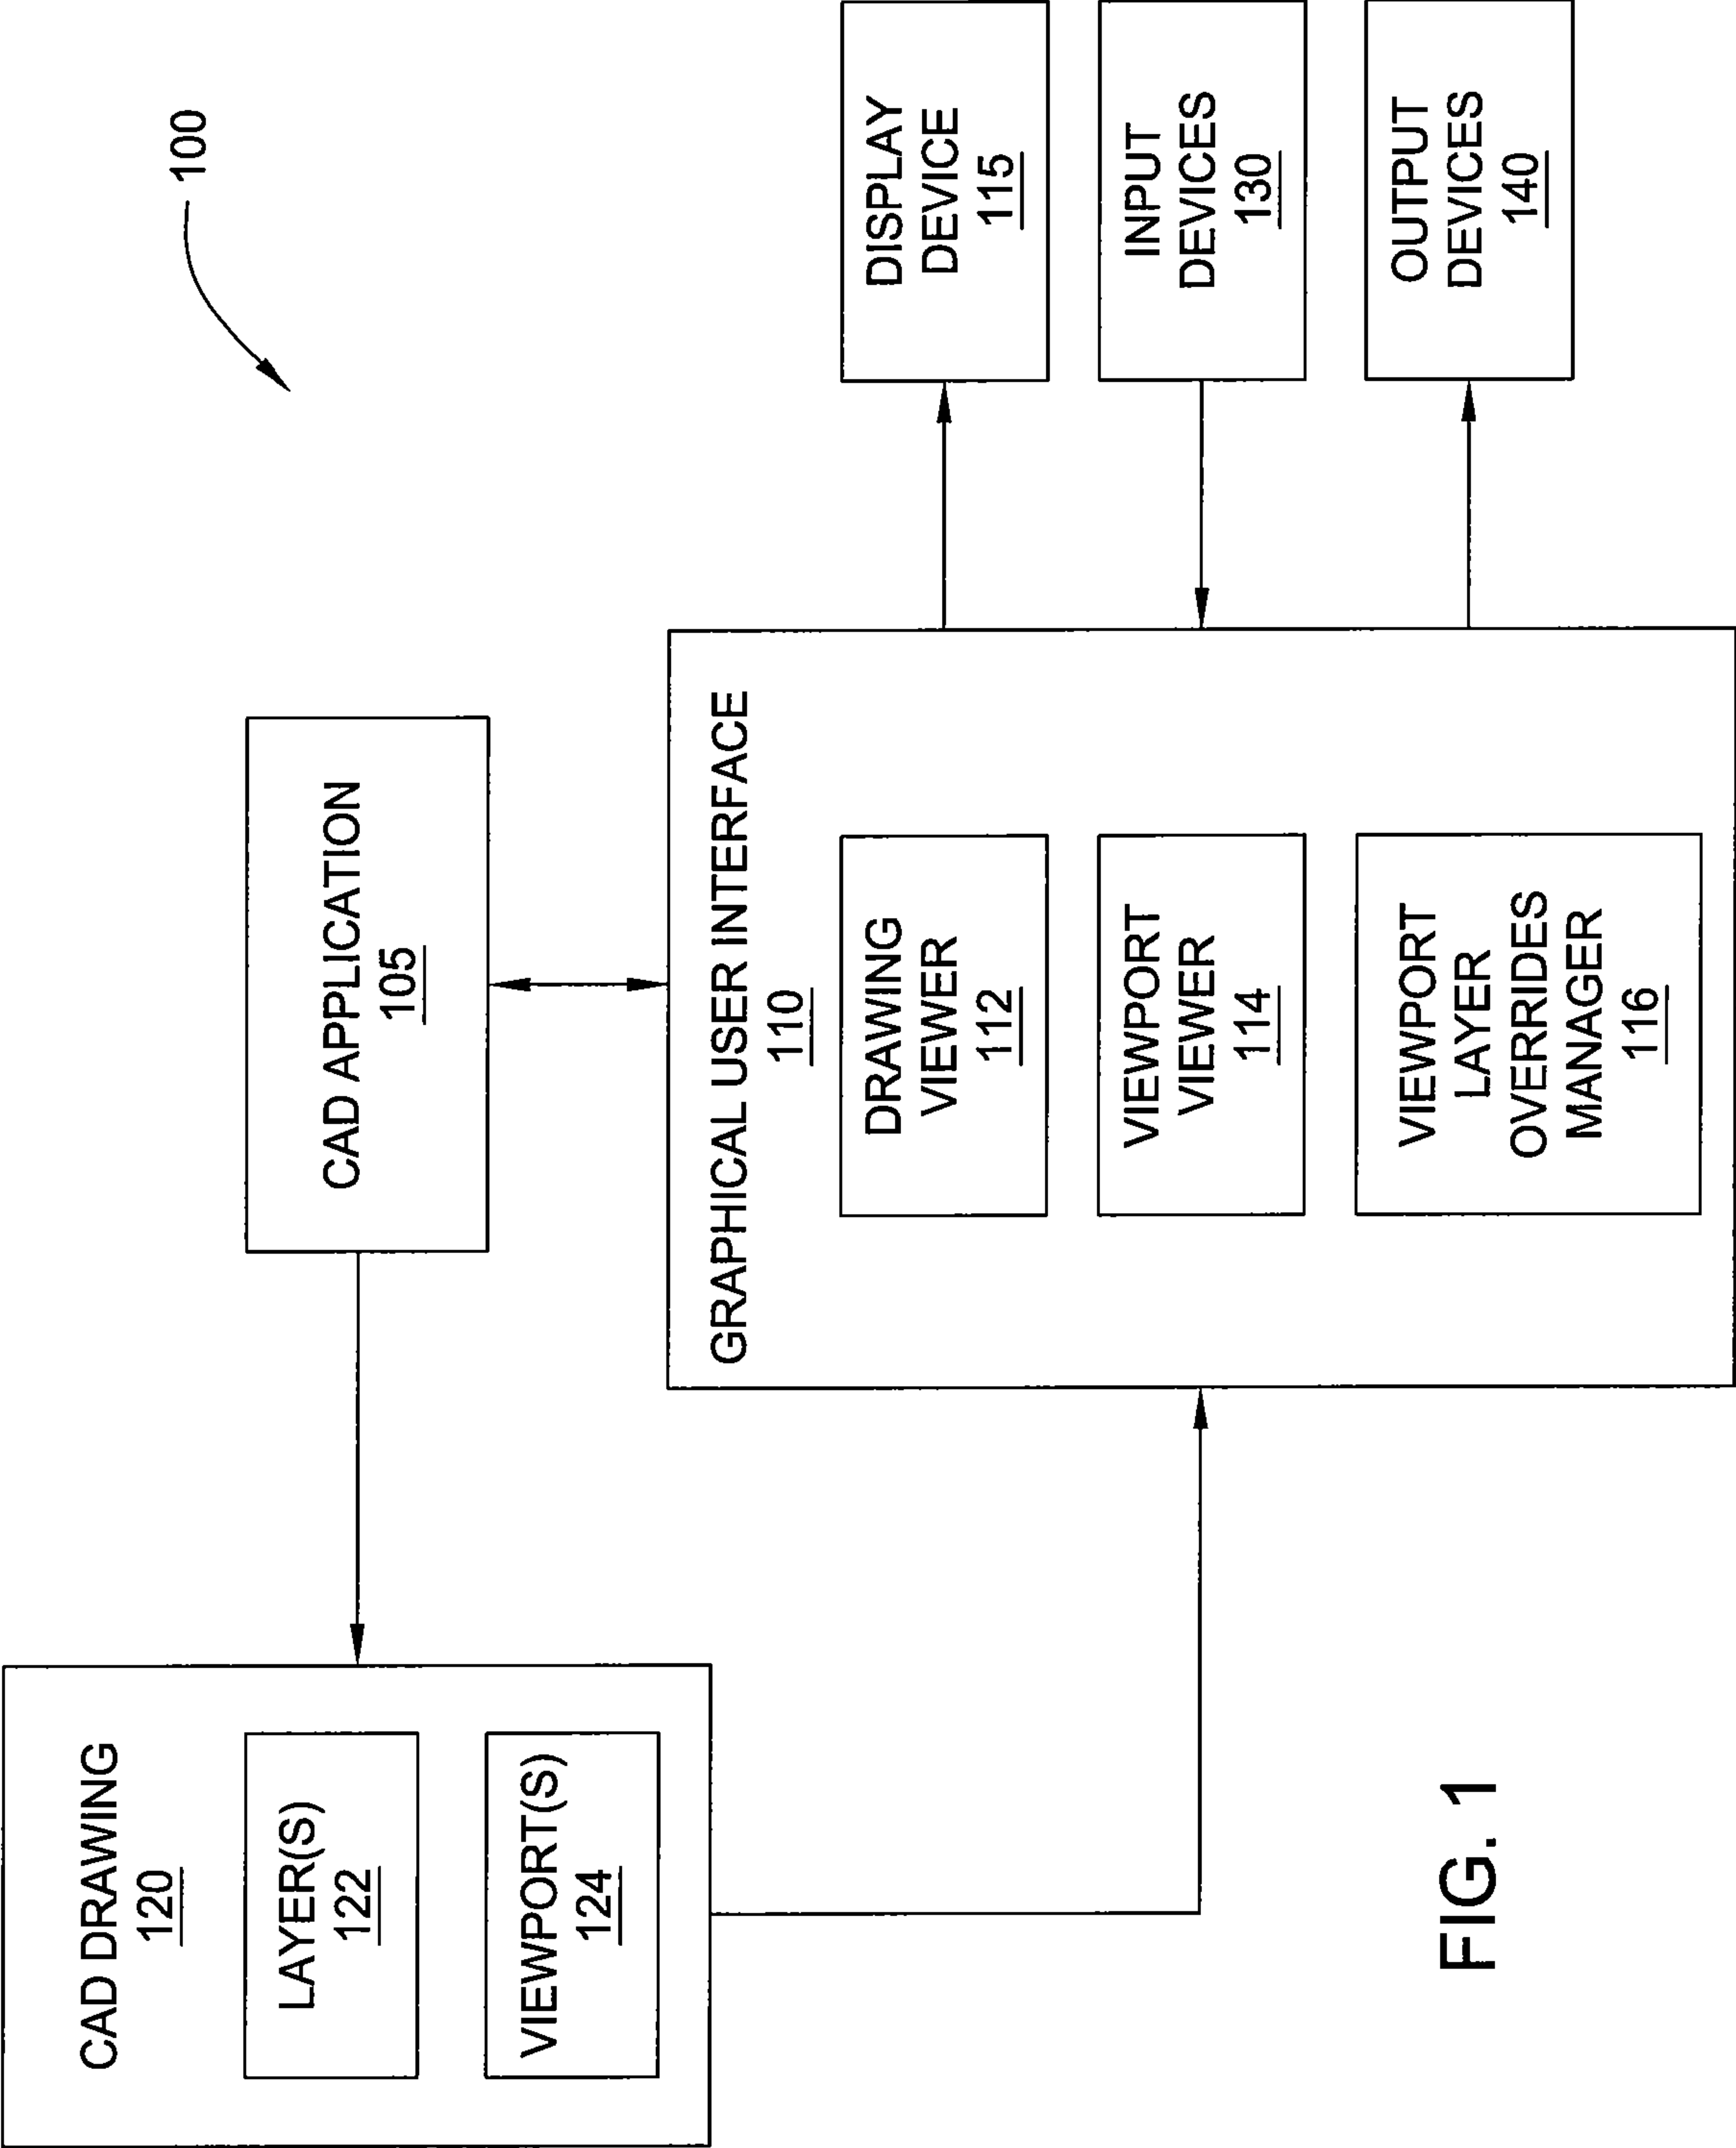 100
CAD DRAWING
120
LAYER(S)
122
VIEWPORT(S)
124
CAD APPLICATION
105
GRAPHICAL USER INTERFACE
110
DRAWING
VIEWER
112
VIEWPORT
VIEWER
114
VIEWPORT
LAYER
OVERRIDES
MANAGER
116
DISPLAY
DEVICE
115
INPUT
DEVICES
130
OUTPUT
DEVICES
140
FIG. 1